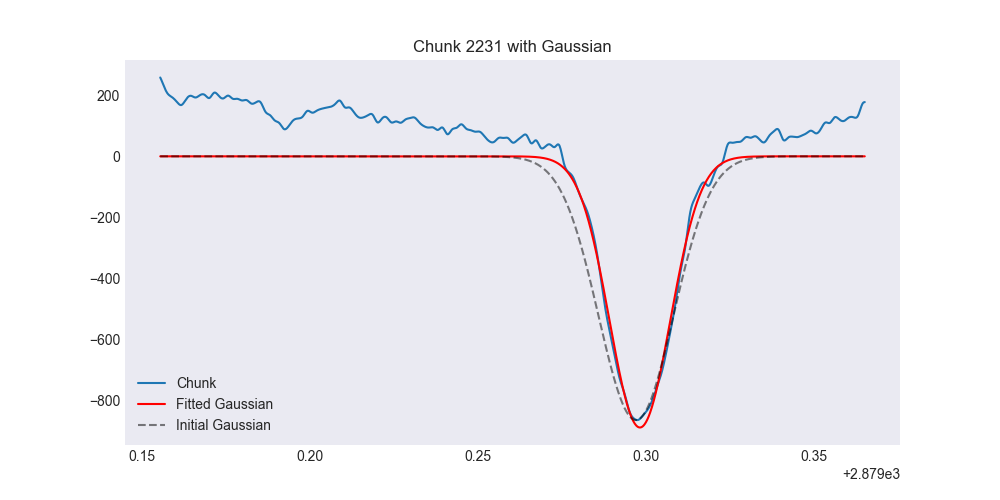 Chunk 2231 with Gaussian
200
0
−200
−400
−600
−800
Chunk
Fitted Gaussian
Initial Gaussian
0.15 0.20 0.25 0.30 0.35
+2.879e3